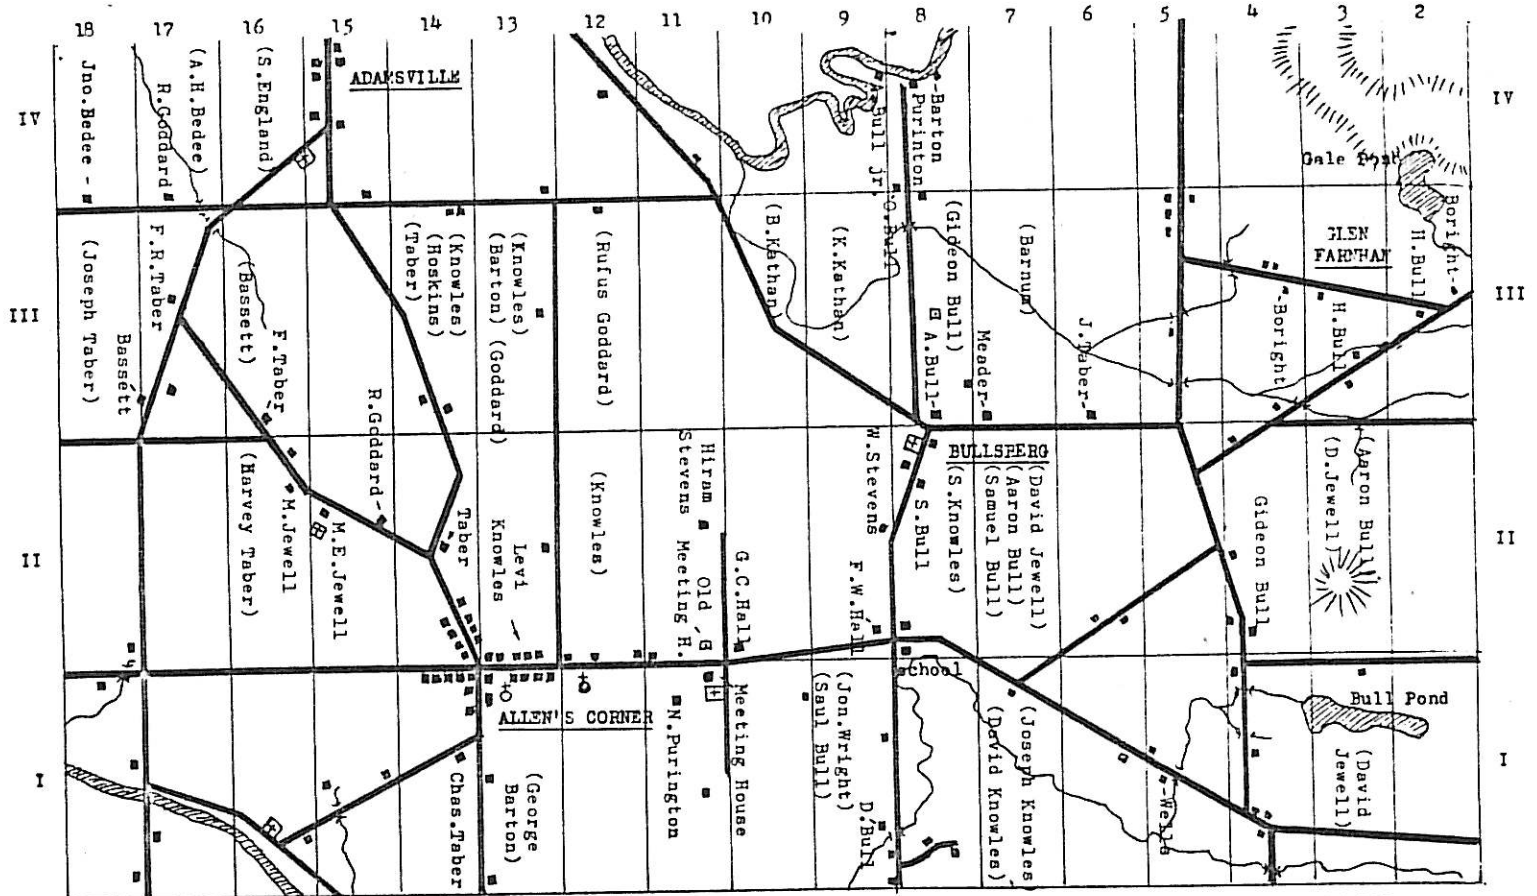 18 17 16 15 14 13 12 11 10 9 8 7 6 5 4 3 2
IV
IV
ADAMSVILLE
Jno.Bedee -
R.Goddard
(A.H.Bedee)
(S.England)
A.Bull jr.
Purinton
-Barton
Gale Pond
III
III
(Joseph Taber)
Bassett
F.R.Taber
(Bassett)
F.Taber-
(Taber)
(Hoskins)
(Knowles)
(Barton)
(Knowles)
(Goddard)
(Rufus Goddard)
(B.Kathan)
(K.Kathan)
O.Bull
(Gideon Bull)
A.Bull-
Meader-
(Barnum)
J.Taber-
GLEN
FARNHAM
-Boright
H.Bull
H.Bull
Boright-
R.Goddard-
II
II
(Harvey Taber)
M.Jewell
M.E.Jewell
Taber
Levi
Knowles
(Knowles)
Hiram
Stevens
Old
Meeting H.
G.C.Hall
W.Stevens
F.W.Hall
S.Bull
BULLSBERG
(S.Knowles)
(David Jewell)
(Aaron Bull)
(Samuel Bull)
Gideon Bull
(Aaron Bull)
(D.Jewell)
School
I
I
ALLEN'S CORNER
Chas.Taber
(George
Barton)
N.Purington
Meeting House
(Jon.Wright)
(Saul Bull)
D.Bull
(Joseph Knowles)
(David Knowles)
-Wells
Bull Pond
(David
Jewell)